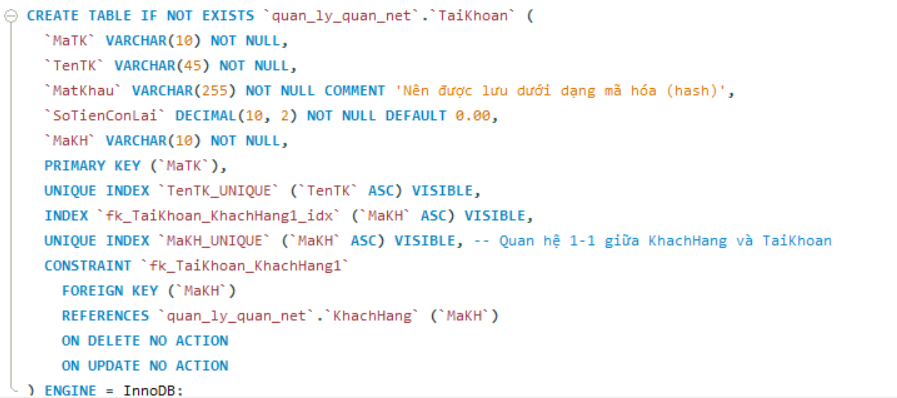 CREATE TABLE IF NOT EXISTS `quan_ly_quan_net`.`TaiKhoan` (
`MaTK` VARCHAR(10) NOT NULL,
`TenTK` VARCHAR(45) NOT NULL,
`MatKhau` VARCHAR(255) NOT NULL COMMENT 'Nên được lưu dưới dạng mã hóa (hash)',
`SoTienConLai` DECIMAL(10, 2) NOT NULL DEFAULT 0.00,
`MaKH` VARCHAR(10) NOT NULL,
PRIMARY KEY (`MaTK`),
UNIQUE INDEX `TenTK_UNIQUE` (`TenTK` ASC) VISIBLE,
INDEX `fk_TaiKhoan_KhachHang1_idx` (`MaKH` ASC) VISIBLE,
UNIQUE INDEX `MaKH_UNIQUE` (`MaKH` ASC) VISIBLE, -- Quan hệ 1-1 giữa KhachHang và TaiKhoan
CONSTRAINT `fk_TaiKhoan_KhachHang1`
FOREIGN KEY (`MaKH`)
REFERENCES `quan_ly_quan_net`.`KhachHang` (`MaKH`)
ON DELETE NO ACTION
ON UPDATE NO ACTION
) ENGINE = InnoDB;